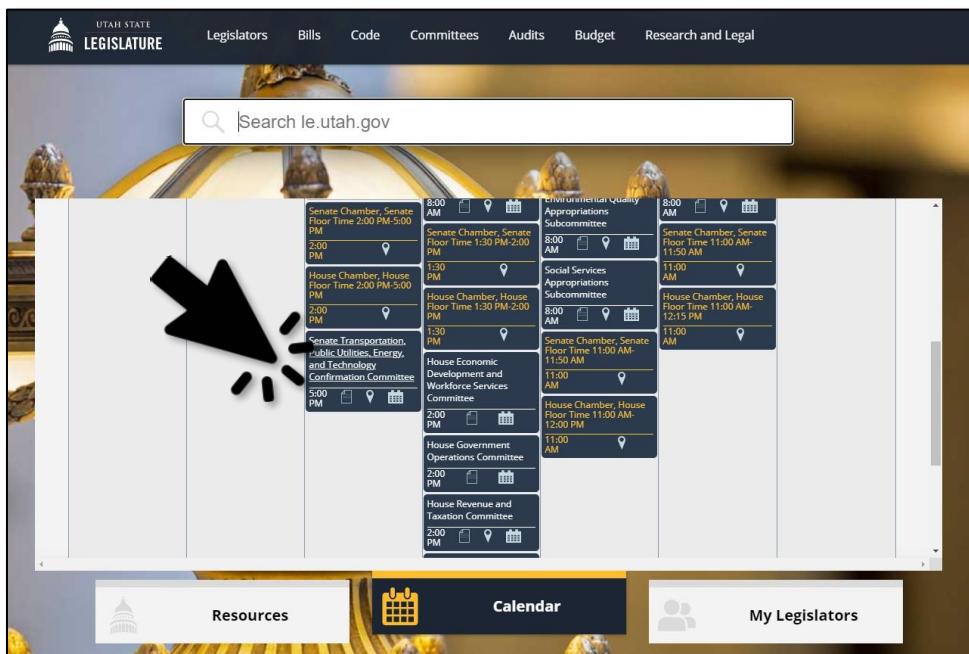 UTAH STATE
LEGISLATURE
Legislators
Bills
Code
Committees
Audits
Budget
Research and Legal
Search le.utah.gov
Senate Chamber, Senate
Floor Time 2:00 PM-5:00
PM
2:00
PM
House Chamber, House
Floor Time 2:00 PM-5:00
PM
2:00
PM
Senate Transportation,
Public Utilities, Energy,
and Technology
Confirmation Committee
5:00
PM
8:00
AM
Senate Chamber, Senate
Floor Time 1:30 PM-2:00
PM
1:30
PM
House Chamber, House
Floor Time 1:30 PM-2:00
PM
1:30
PM
House Economic
Development and
Workforce Services
Committee
2:00
PM
House Government
Operations Committee
2:00
PM
House Revenue and
Taxation Committee
2:00
PM
Environmental Quality
Appropriations
Subcommittee
8:00
AM
Social Services
Appropriations
Subcommittee
8:00
AM
Senate Chamber, Senate
Floor Time 11:00 AM-
11:50 AM
11:00
AM
House Chamber, House
Floor Time 11:00 AM-
12:00 PM
11:00
AM
8:00
AM
Senate Chamber, Senate
Floor Time 11:00 AM-
11:50 AM
11:00
AM
House Chamber, House
Floor Time 11:00 AM-
12:15 PM
11:00
AM
Resources
Calendar
My Legislators